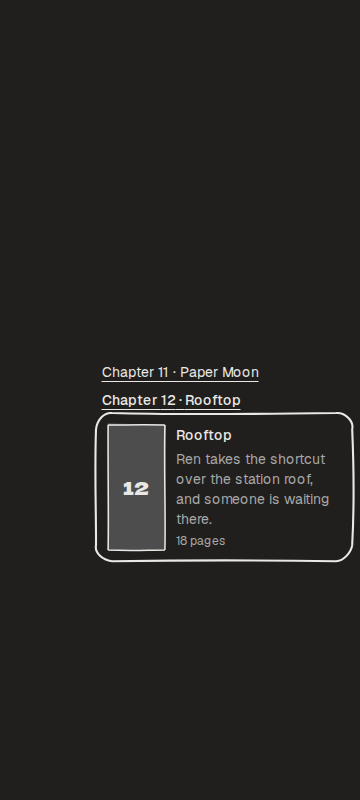 Chapter 11 · Paper Moon
Chapter 12 · Rooftop
12
Rooftop
Ren takes the shortcut
over the station roof,
and someone is waiting
there.
18 pages